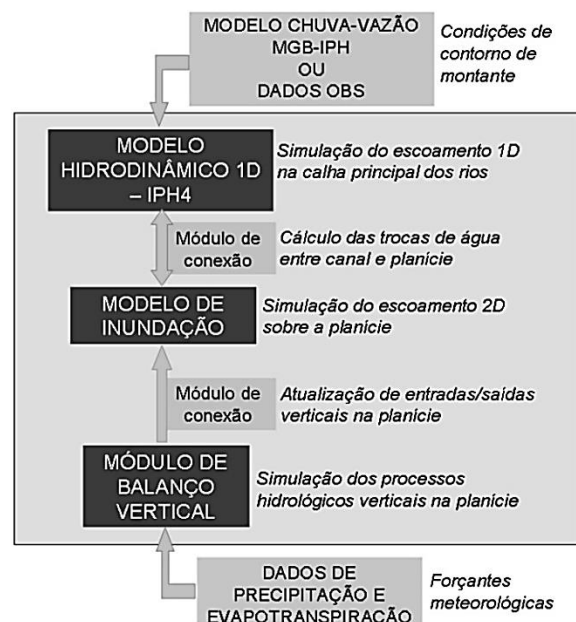 MODELO CHUVA-VAZÃO
MGB-IPH
OU
DADOS OBS
Condições de
contorno de
montante
MODELO
HIDRODINÂMICO 1D
– IPH4
Simulação do escoamento 1D
na calha principal dos rios
Módulo de
conexão
Cálculo das trocas de água
entre canal e planície
MODELO DE
INUNDAÇÃO
Simulação do escoamento 2D
sobre a planície
Módulo de
conexão
Atualização de entradas/saídas
verticais na planície
MÓDULO DE
BALANÇO
VERTICAL
Simulação dos processos
hidrológicos verticais na planície
DADOS DE
PRECIPITAÇÃO E
EVAPOTRANSPIRAÇÃO
Forçantes
meteorológicas